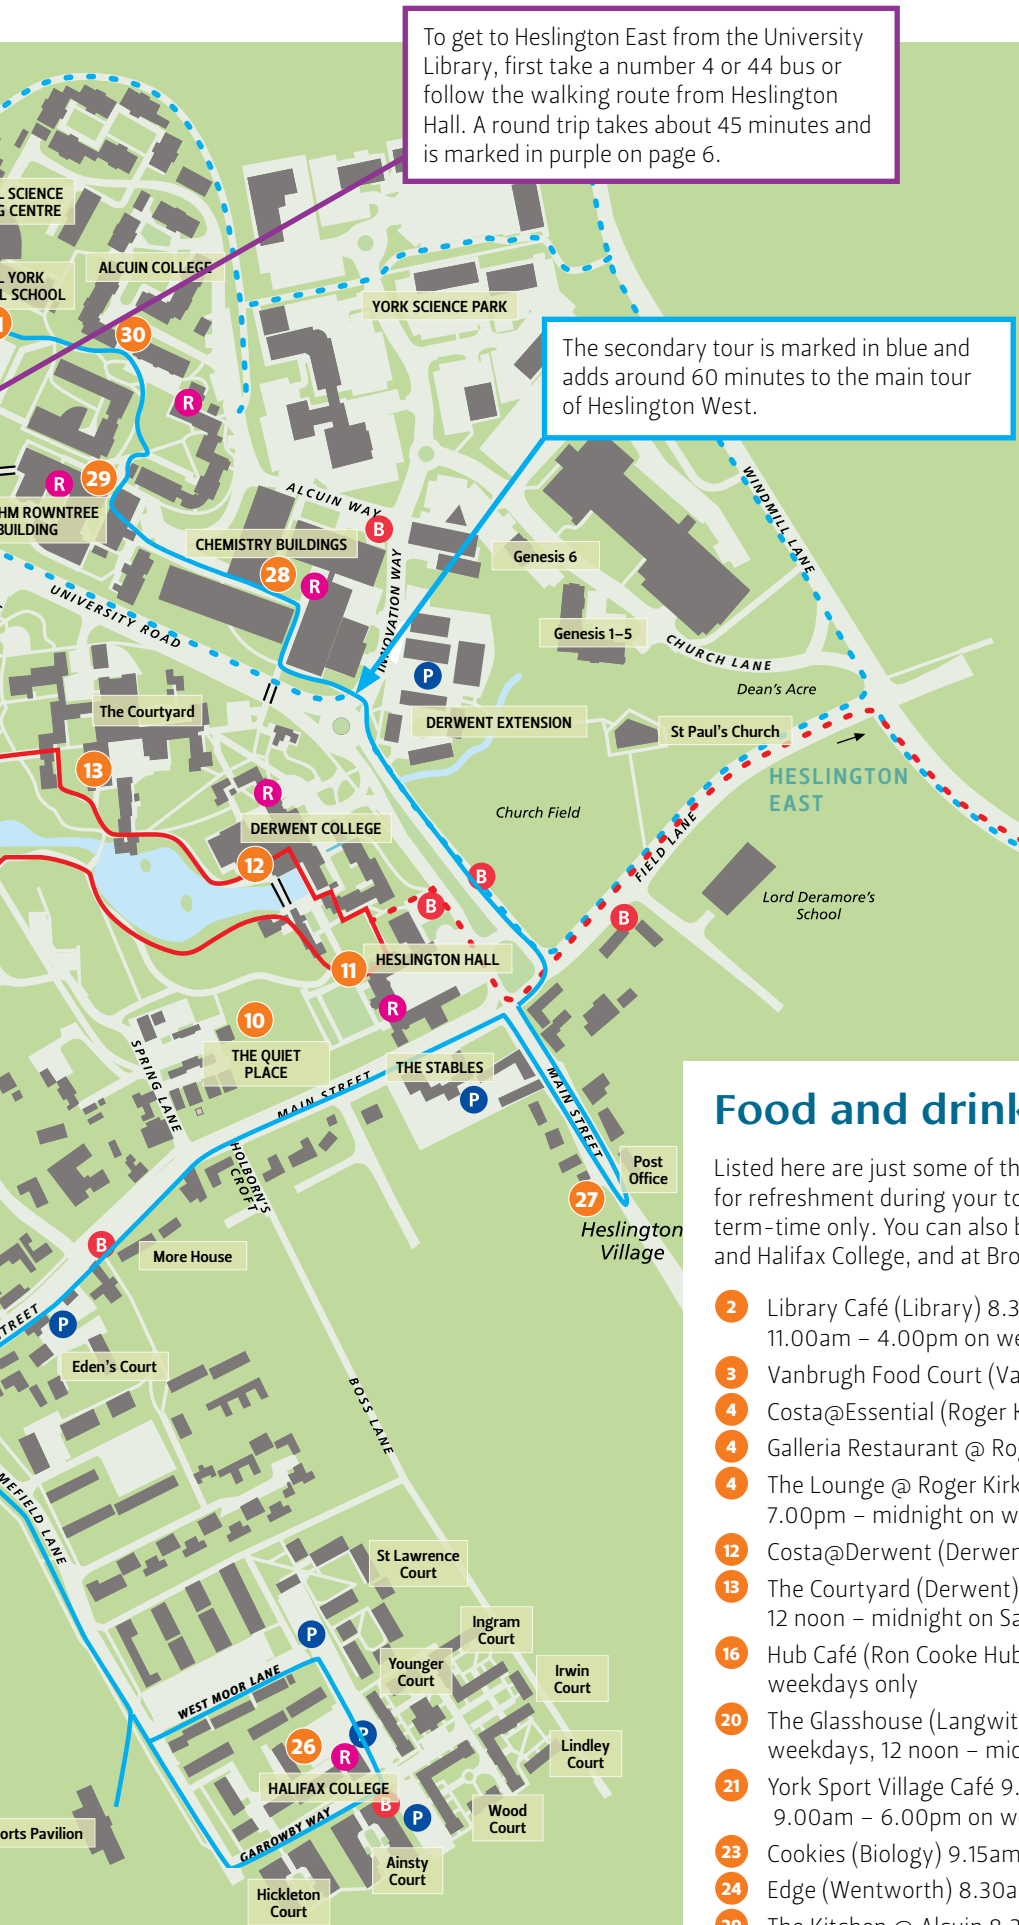 To get to Heslington East from the University
Library, first take a number 4 or 44 bus or
follow the walking route from Heslington
Hall. A round trip takes about 45 minutes and
is marked in purple on page 6.
L SCIENCE
G CENTRE
L YORK
L SCHOOL
ALCUIN COLLEGE
30
YORK SCIENCE PARK
The secondary tour is marked in blue and
adds around 60 minutes to the main tour
of Heslington West.
R
R
29
HM ROWNTREE
BUILDING
ALCUIN WAY
B
WINDMILL LANE
CHEMISTRY BUILDINGS
28
R
INNOVATION WAY
Genesis 6
Genesis 1–5
UNIVERSITY ROAD
CHURCH LANE
P
Dean's Acre
The Courtyard
DERWENT EXTENSION
St Paul's Church
13
HESLINGTON
EAST
R
DERWENT COLLEGE
Church Field
FIELD LANE
12
B
B
B
Lord Deramore's
School
11
HESLINGTON HALL
R
10
THE QUIET
PLACE
SPRING LANE
MAIN STREET
THE STABLES
P
MAIN STREET
HOLBORN'S
CROFT
Post
Office
27
Heslington
Village
B
More House
STREET
P
Eden's Court
BOSS LANE
MEFIELD LANE
St Lawrence
Court
Ingram
Court
P
Younger
Court
Irwin
Court
WEST MOOR LANE
26
P
R
Lindley
Court
HALIFAX COLLEGE
B
P
Wood
Court
GARROWBY WAY
orts Pavilion
Ainsty
Court
Hickleton
Court
Food and drink
Listed here are just some of th
for refreshment during your to
term-time only. You can also b
and Halifax College, and at Bro
2 Library Café (Library) 8.3
11.00am – 4.00pm on we
3 Vanbrugh Food Court (Va
4 Costa@Essential (Roger K
4 Galleria Restaurant @ Rog
4 The Lounge @ Roger Kirk
7.00pm – midnight on w
12 Costa@Derwent (Derwen
13 The Courtyard (Derwent)
12 noon – midnight on Sa
16 Hub Café (Ron Cooke Hub
weekdays only
20 The Glasshouse (Langwit
weekdays, 12 noon – mid
21 York Sport Village Café 9.
9.00am – 6.00pm on we
23 Cookies (Biology) 9.15am
24 Edge (Wentworth) 8.30a
29 The Kitchen @ Alcuin 8.3